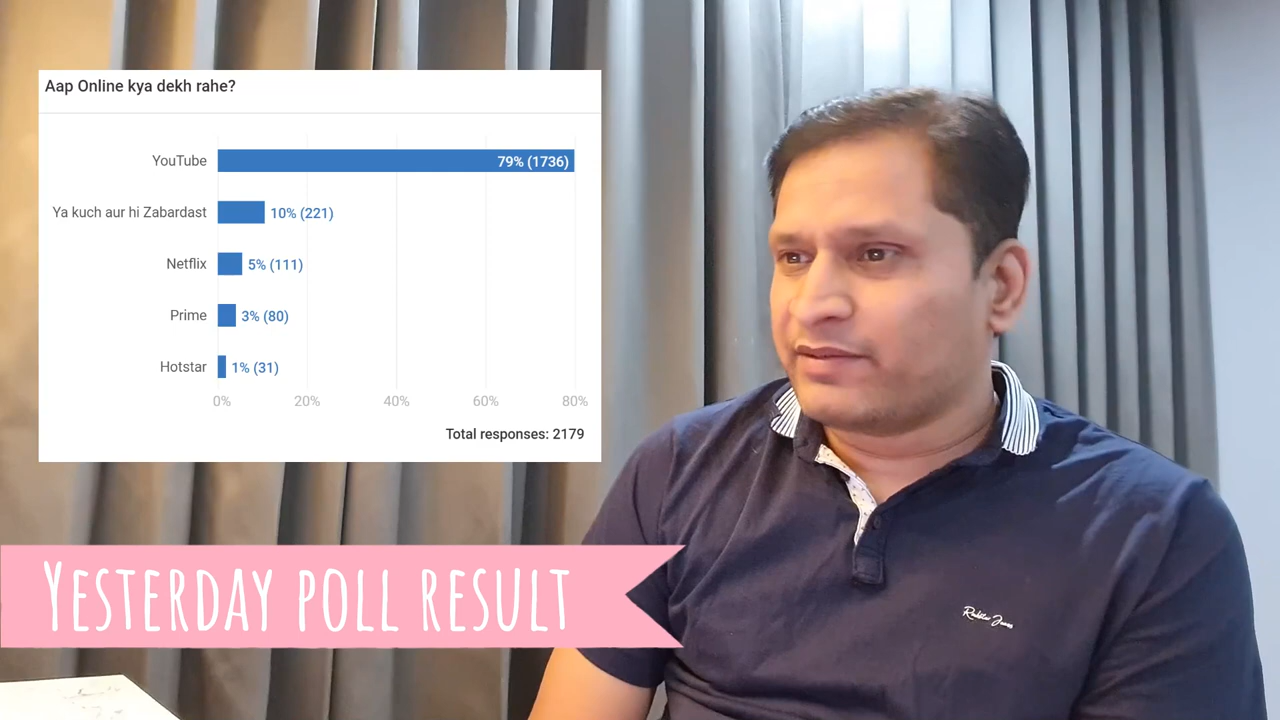 Aap Online kya dekh rahe?
YouTube 79% (1736)
Ya kuch aur hi Zabardast 10% (221)
Netflix 5% (111)
Prime 3% (80)
Hotstar 1% (31)
0% 20% 40% 60% 80%
Total responses: 2179
Yesterday poll result